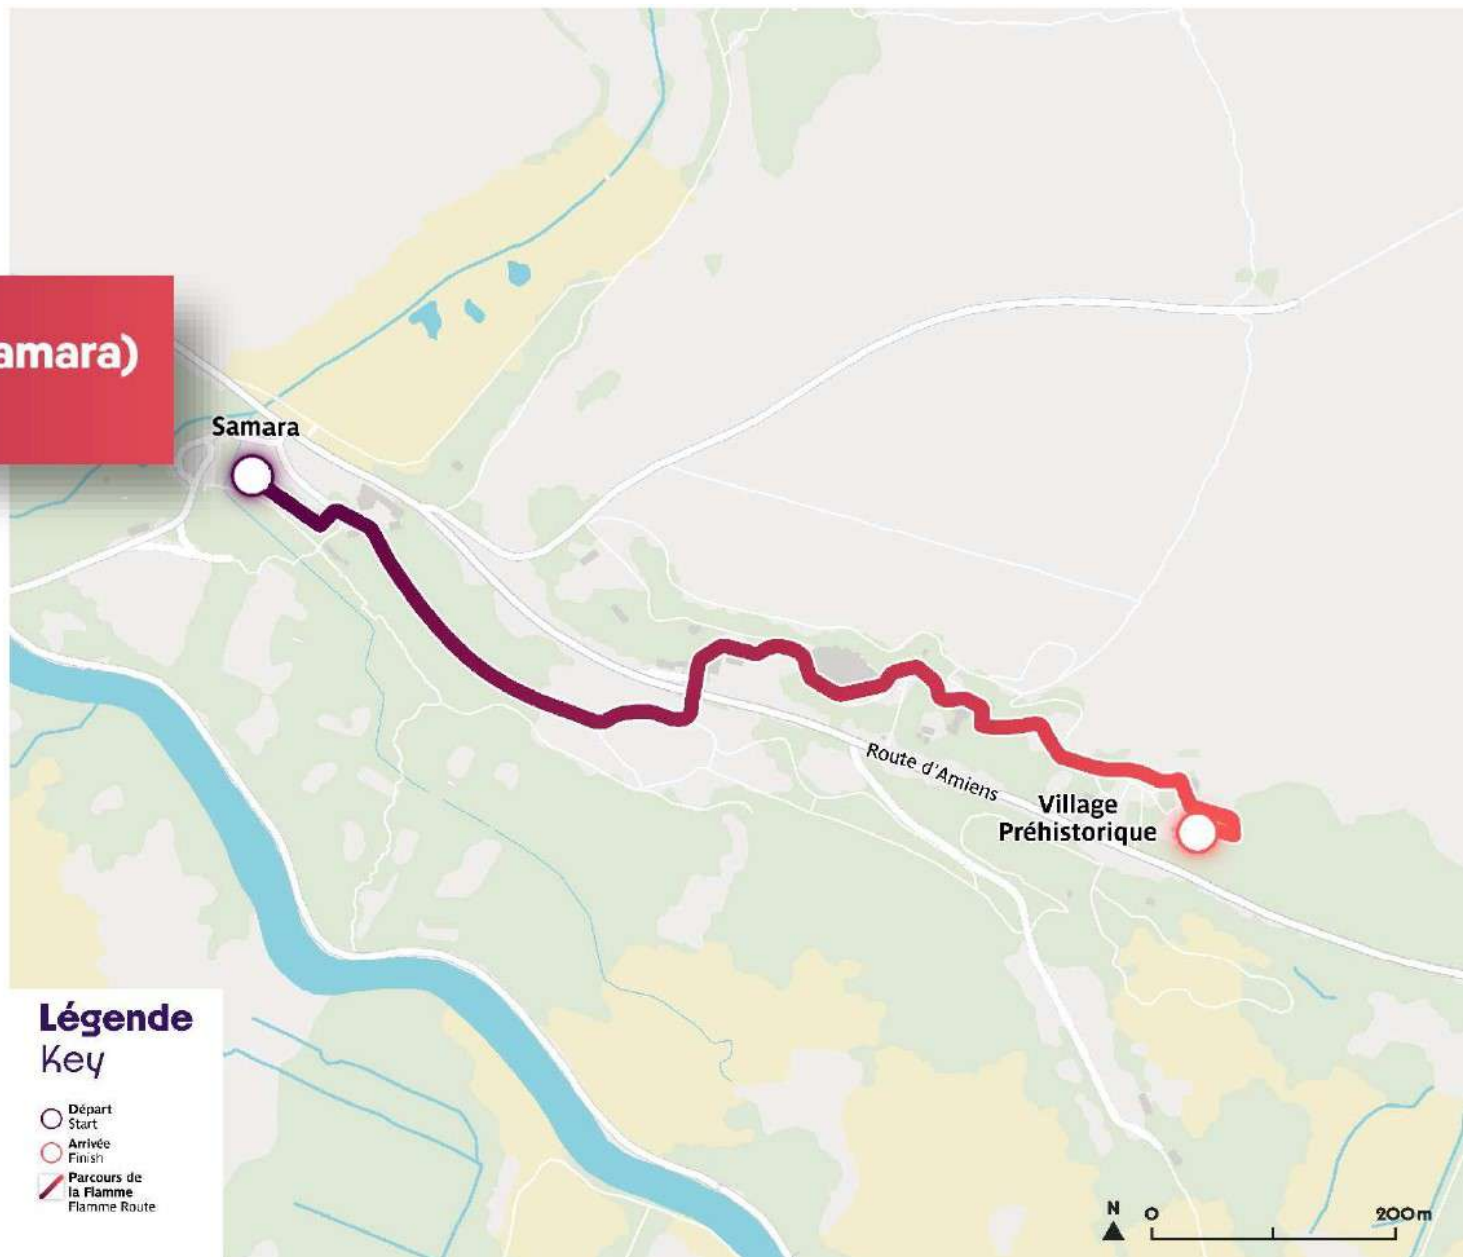 amara)
Samara
Route d'Amiens
Village
Préhistorique
Légende
Key
Départ
Start
Arrivée
Finish
Parcours de
la Flamme
Flamme Route
N 0 200m